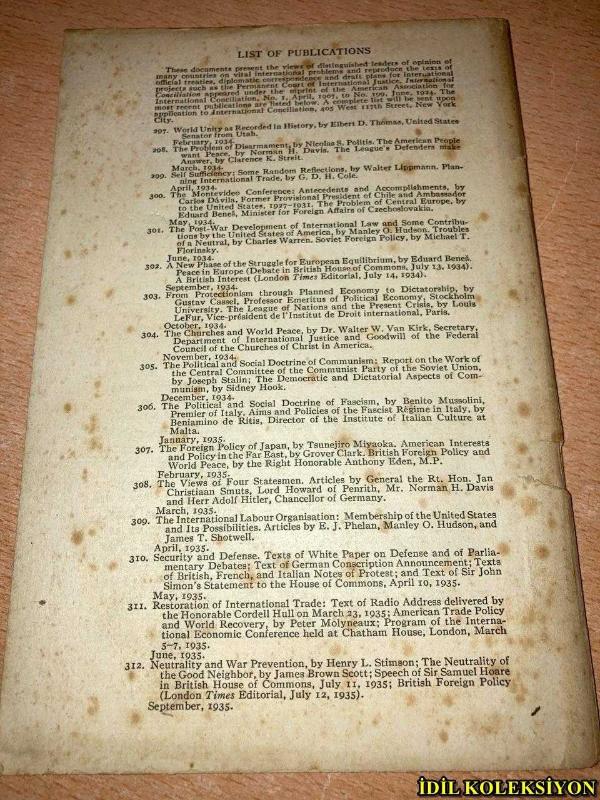 LIST OF PUBLICATIONS
These documents present the views of distinguished leaders of opinion of
many countries on vital international problems and reproduce the texts of
official treaties, diplomatic correspondence and draft plans for international
projects such as the Permanent Court of International Justice. International
Conciliation appeared under the imprint of the American Association for
International Conciliation, No. 1, April, 1907, to No. 199, June, 1924. The
most recent publications are listed below. A complete list will be sent upon
application to International Conciliation, 405 West 117th Street, New York
City.
297. World Unity as Recorded in History, by Elbert D. Thomas, United States
Senator from Utah.
February, 1934.
298. The Problem of Disarmament, by Nicolas S. Politis. The American People
want Peace, by Norman H. Davis. The League's Defenders make
Answer, by Clarence K. Streit.
March, 1934.
299. Self Sufficiency: Some Random Reflections, by Walter Lippmann. Plan-
ning International Trade, by G. D. H. Cole.
April, 1934.
300. The Montevideo Conference: Antecedents and Accomplishments, by
Carlos Dávila, Former Provisional President of Chile and Ambassador
to the United States, 1927-1931. The Problem of Central Europe, by
Eduard Beneš, Minister for Foreign Affairs of Czechoslovakia.
May, 1934.
301. The Post-War Development of International Law and Some Contribu-
tions by the United States of America, by Manley O. Hudson. Troubles
of a Neutral, by Charles Warren. Soviet Foreign Policy, by Michael T.
Florinsky.
June, 1934.
302. A New Phase of the Struggle for European Equilibrium, by Eduard Beneš.
Peace in Europe (Debate in British House of Commons, July 13, 1934).
A British Interest (London Times Editorial, July 14, 1934).
September, 1934.
303. From Protectionism through Planned Economy to Dictatorship, by
Gustav Cassel, Professor Emeritus of Political Economy, Stockholm
University. The League of Nations and the Present Crisis, by Louis
LeFur, Vice-président de l'Institut de Droit international, Paris.
October, 1934.
304. The Churches and World Peace, by Dr. Walter W. Van Kirk, Secretary,
Department of International Justice and Goodwill of the Federal
Council of the Churches of Christ in America.
November, 1934.
305. The Political and Social Doctrine of Communism: Report on the Work of
the Central Committee of the Communist Party of the Soviet Union,
by Joseph Stalin; The Democratic and Dictatorial Aspects of Com-
munism, by Sidney Hook.
December, 1934.
306. The Political and Social Doctrine of Fascism, by Benito Mussolini,
Premier of Italy. Aims and Policies of the Fascist Régime in Italy, by
Beniamino de Ritis, Director of the Institute of Italian Culture at
Malta.
January, 1935.
307. The Foreign Policy of Japan, by Tsunejiro Miyaoka. American Interests
and Policy in the Far East, by Grover Clark. British Foreign Policy and
World Peace, by the Right Honorable Anthony Eden, M.P.
February, 1935.
308. The Views of Four Statesmen. Articles by General the Rt. Hon. Jan
Christiaan Smuts, Lord Howard of Penrith, Mr. Norman H. Davis
and Herr Adolf Hitler, Chancellor of Germany.
March, 1935.
309. The International Labour Organisation: Membership of the United States
and Its Possibilities. Articles by E. J. Phelan, Manley O. Hudson, and
James T. Shotwell.
April, 1935.
310. Security and Defense. Texts of White Paper on Defense and of Parlia-
mentary Debates; Text of German Conscription Announcement; Texts
of British, French, and Italian Notes of Protest; and Text of Sir John
Simon's Statement to the House of Commons, April 10, 1935.
May, 1935.
311. Restoration of International Trade: Text of Radio Address delivered by
the Honorable Cordell Hull on March 23, 1935; American Trade Policy
and World Recovery, by Peter Molyneaux; Program of the Interna-
tional Economic Conference held at Chatham House, London, March
5-7, 1935.
June, 1935.
312. Neutrality and War Prevention, by Henry L. Stimson; The Neutrality of
the Good Neighbor, by James Brown Scott; Speech of Sir Samuel Hoare
in British House of Commons, July 11, 1935; British Foreign Policy
(London Times Editorial, July 12, 1935).
September, 1935.
İDİL KOLEKSİYON